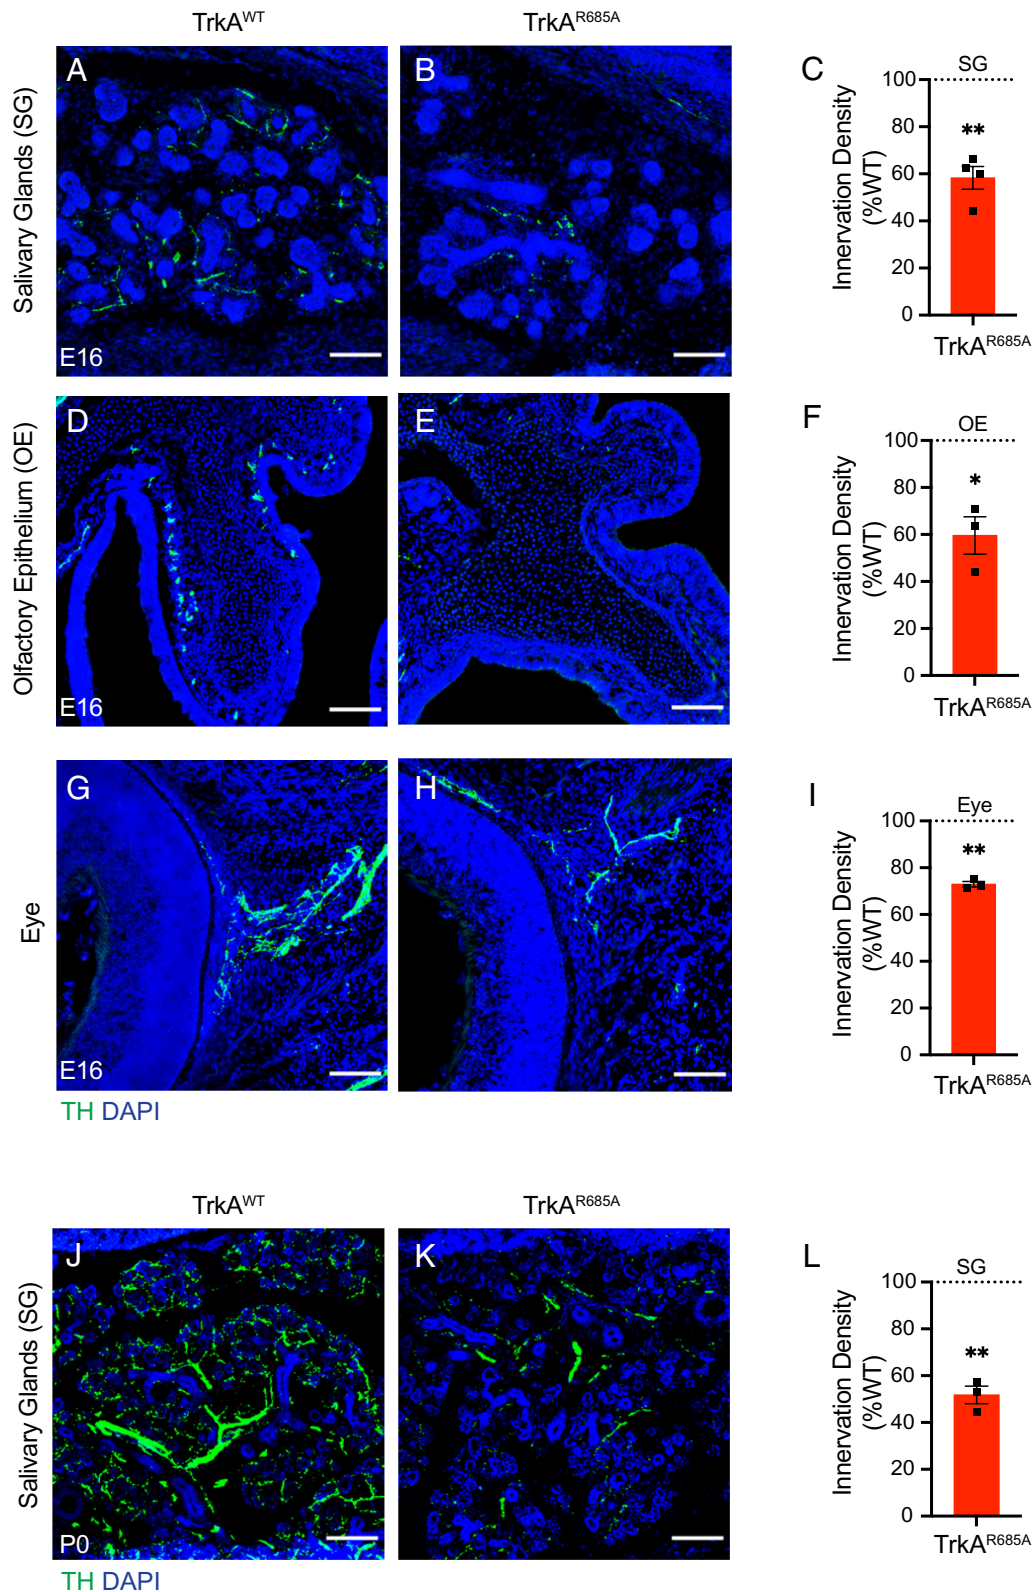 TrkA^WT
TrkA^R685A
Salivary Glands (SG)
A
E16
B
C
SG
Innervation Density
(%WT)
100
80
60
40
20
0
**
TrkA^R685A
Olfactory Epithelium (OE)
D
E16
E
F
OE
Innervation Density
(%WT)
100
80
60
40
20
0
*
TrkA^R685A
Eye
G
E16
H
I
Eye
Innervation Density
(%WT)
100
80
60
40
20
0
**
TrkA^R685A
TH DAPI
TrkA^WT
TrkA^R685A
Salivary Glands (SG)
J
P0
K
L
SG
Innervation Density
(%WT)
100
80
60
40
20
0
**
TrkA^R685A
TH DAPI